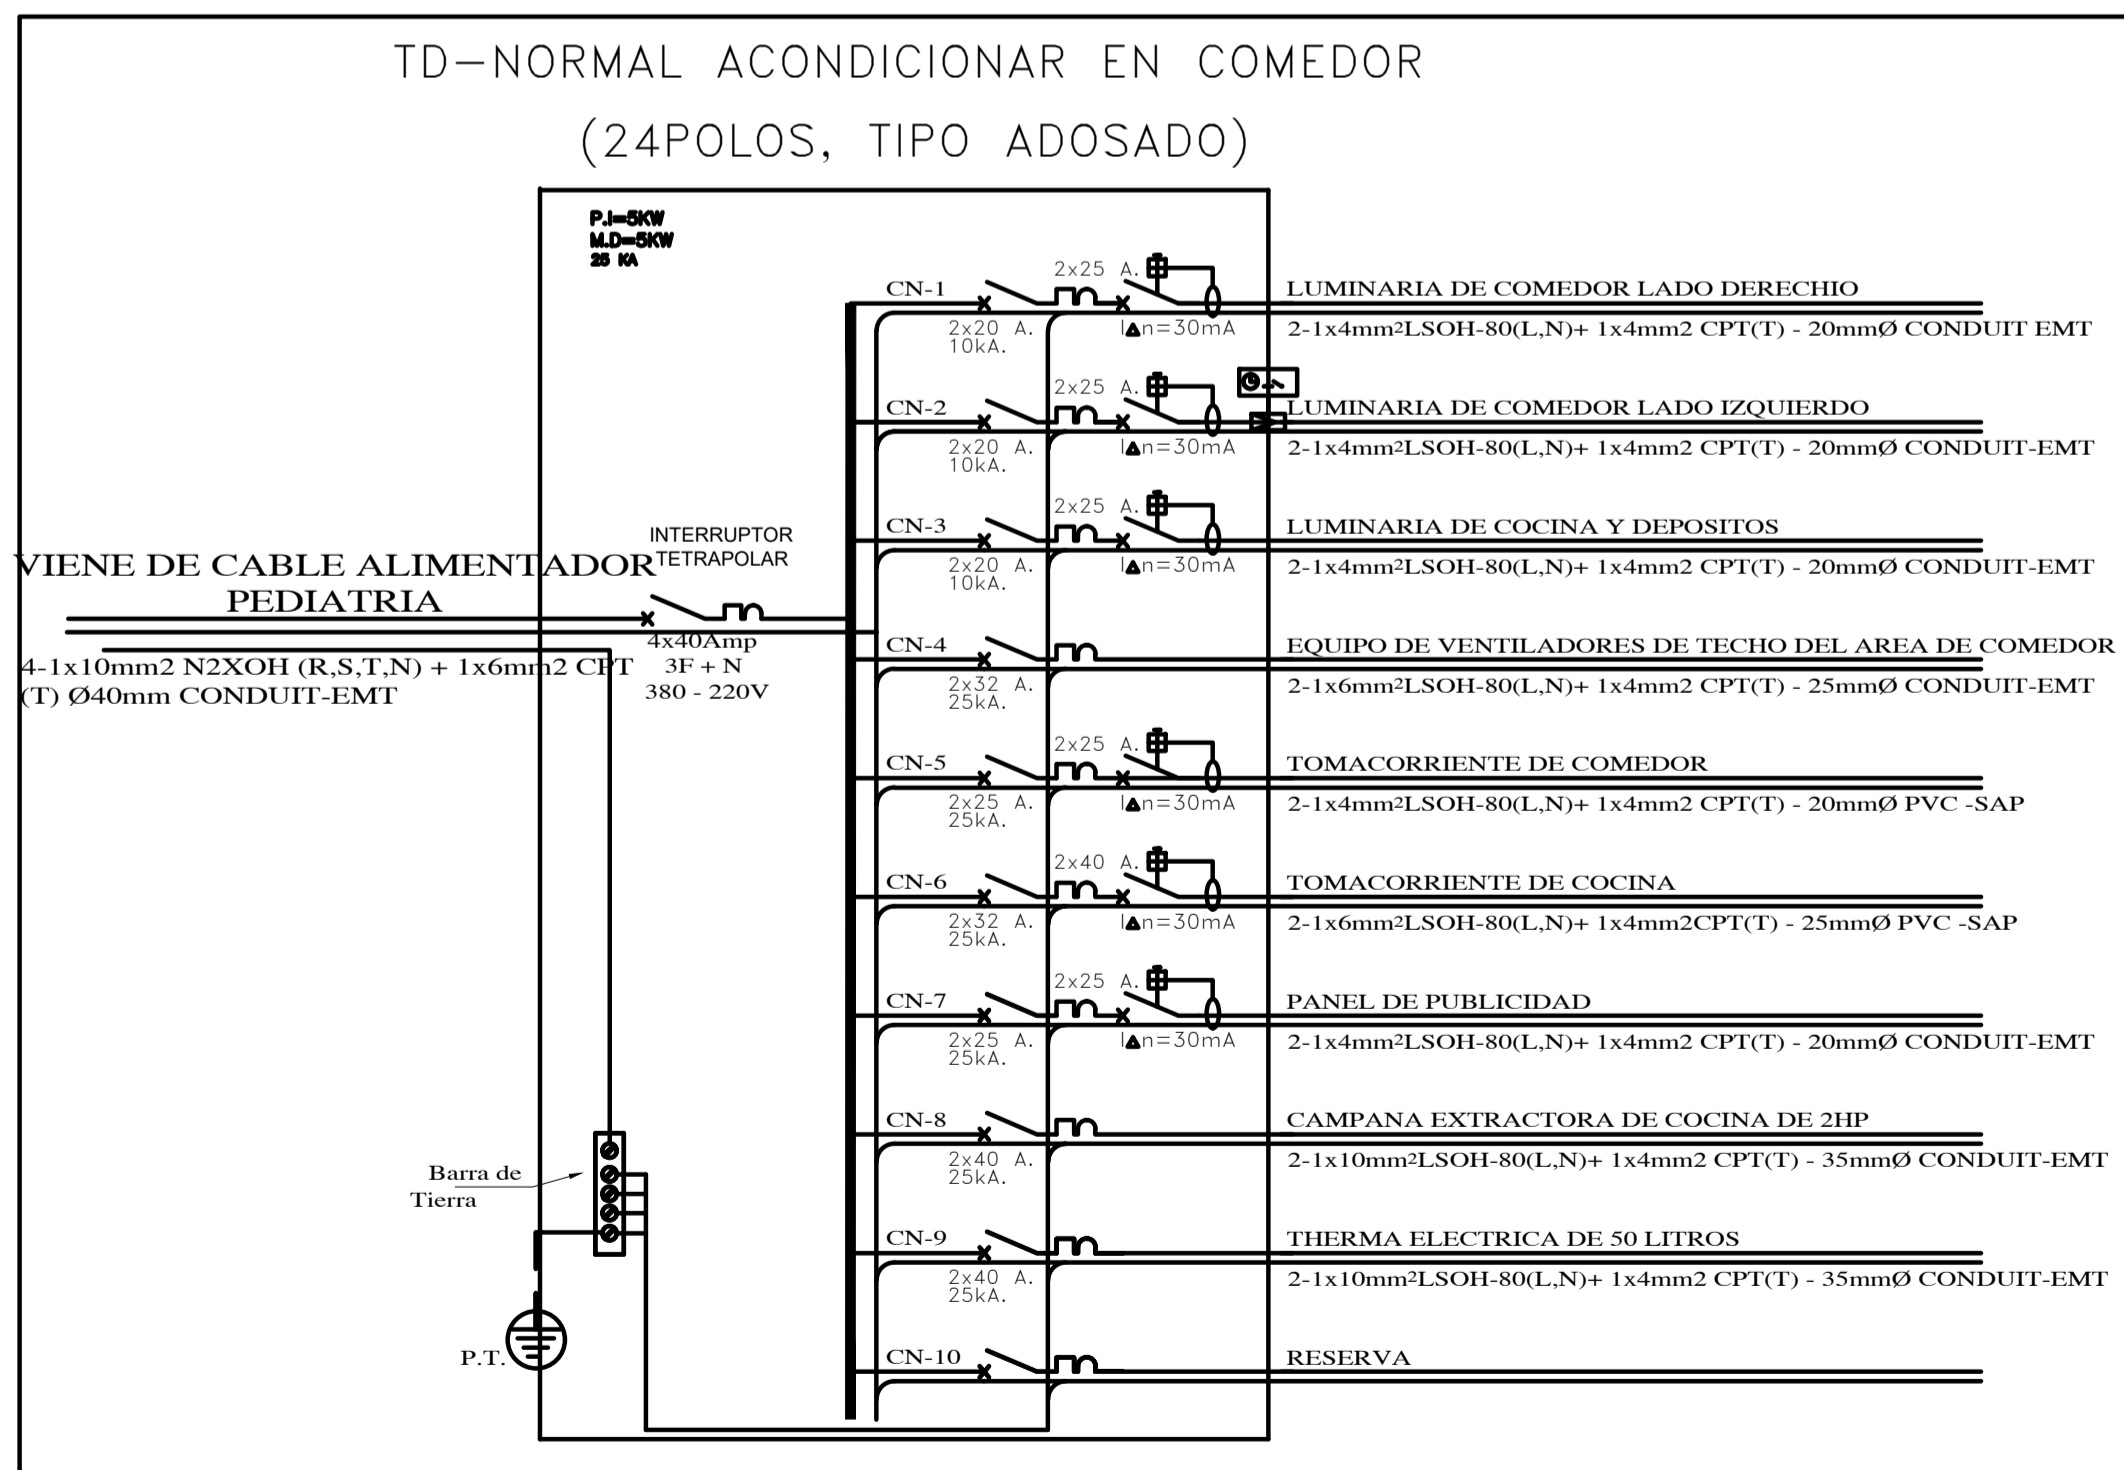 TD-NORMAL ACONDICIONAR EN COMEDOR
(24POLOS, TIPO ADOSADO)
P.I=5KW
M.D=5KW
25 KA
VIENE DE CABLE ALIMENTADOR
PEDIATRIA
4-1x10mm2 N2XOH (R,S,T,N) + 1x6mm2 CPT
(T) Ø40mm CONDUIT-EMT
INTERRUPTOR
TETRAPOLAR
4x40Amp
3F + N
380 - 220V
Barra de
Tierra
P.T.
CN-1
2x20 A.
10kA.
2x25 A.
I▲n=30mA
LUMINARIA DE COMEDOR LADO DERECHIO
2-1x4mm²LSOH-80(L,N)+ 1x4mm2 CPT(T) - 20mmØ CONDUIT EMT
CN-2
2x20 A.
10kA.
2x25 A.
I▲n=30mA
LUMINARIA DE COMEDOR LADO IZQUIERDO
2-1x4mm²LSOH-80(L,N)+ 1x4mm2 CPT(T) - 20mmØ CONDUIT-EMT
CN-3
2x20 A.
10kA.
2x25 A.
I▲n=30mA
LUMINARIA DE COCINA Y DEPOSITOS
2-1x4mm²LSOH-80(L,N)+ 1x4mm2 CPT(T) - 20mmØ CONDUIT-EMT
CN-4
2x32 A.
25kA.
EQUIPO DE VENTILADORES DE TECHO DEL AREA DE COMEDOR
2-1x6mm²LSOH-80(L,N)+ 1x4mm2 CPT(T) - 25mmØ CONDUIT-EMT
CN-5
2x25 A.
25kA.
2x25 A.
I▲n=30mA
TOMACORRIENTE DE COMEDOR
2-1x4mm²LSOH-80(L,N)+ 1x4mm2 CPT(T) - 20mmØ PVC -SAP
CN-6
2x32 A.
25kA.
2x40 A.
I▲n=30mA
TOMACORRIENTE DE COCINA
2-1x6mm²LSOH-80(L,N)+ 1x4mm2CPT(T) - 25mmØ PVC -SAP
CN-7
2x25 A.
25kA.
2x25 A.
I▲n=30mA
PANEL DE PUBLICIDAD
2-1x4mm²LSOH-80(L,N)+ 1x4mm2 CPT(T) - 20mmØ CONDUIT-EMT
CN-8
2x40 A.
25kA.
CAMPANA EXTRACTORA DE COCINA DE 2HP
2-1x10mm²LSOH-80(L,N)+ 1x4mm2 CPT(T) - 35mmØ CONDUIT-EMT
CN-9
2x40 A.
25kA.
THERMA ELECTRICA DE 50 LITROS
2-1x10mm²LSOH-80(L,N)+ 1x4mm2 CPT(T) - 35mmØ CONDUIT-EMT
CN-10
RESERVA